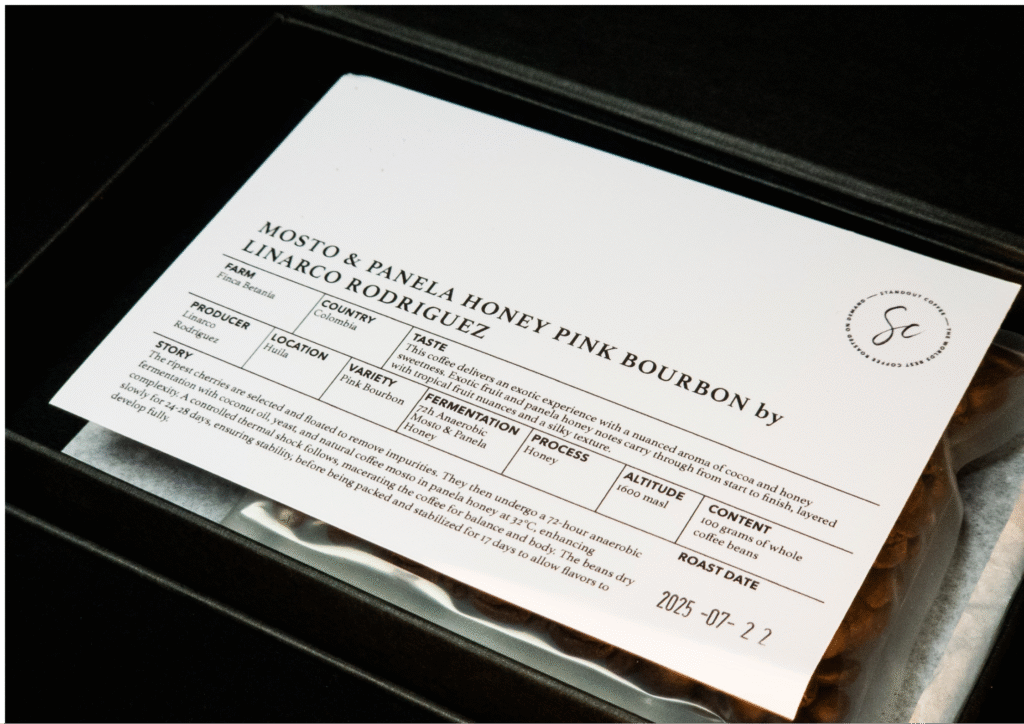 MOSTO & PANELA HONEY PINK BOURBON by
LINARCO RODRIGUEZ
STANDOUT COFFEE — THE WORLDS BEST COFFEE ROASTED ON DEMAND —
Sc
FARM
Finca Betania
COUNTRY
Colombia
TASTE
This coffee delivers an exotic experience with a nuanced aroma of cocoa and honey
sweetness. Exotic fruit and panela honey notes carry through from start to finish, layered
with tropical fruit nuances and a silky texture.
PRODUCER
Linarco
Rodriguez
LOCATION
Huila
VARIETY
Pink Bourbon
FERMENTATION
72h Anaerobic
Mosto & Panela
Honey
PROCESS
Honey
ALTITUDE
1600 masl
CONTENT
100 grams of whole
coffee beans
STORY
The ripest cherries are selected and floated to remove impurities. They then undergo a 72-hour anaerobic
fermentation with coconut oil, yeast, and natural coffee mosto in panela honey at 32°C, enhancing
complexity. A controlled thermal shock follows, macerating the coffee for balance and body. The beans dry
slowly for 24-28 days, ensuring stability, before being packed and stabilized for 17 days to allow flavors to
develop fully.
ROAST DATE
2025 -07- 22